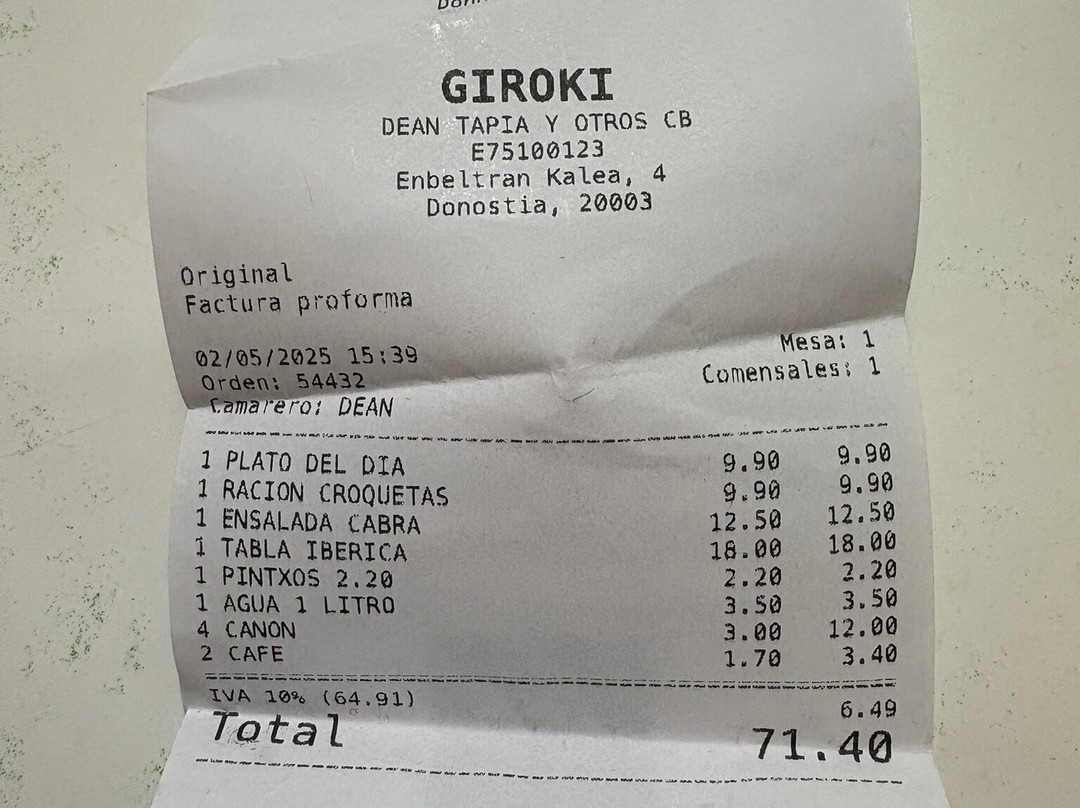 GIROKI
DEAN TAPIA Y OTROS CB
E75100123
Enbeltran Kalea, 4
Donostia, 20003
Original
Factura proforma
02/05/2025 15:39 Mesa: 1
Orden: 54432 Comensales: 1
Camarero: DEAN
1 PLATO DEL DIA 9.90 9.90
1 RACION CROQUETAS 9.90 9.90
1 ENSALADA CABRA 12.50 12.50
1 TABLA IBERICA 18.00 18.00
1 PINTXOS 2.20 2.20 2.20
1 AGUA 1 LITRO 3.50 3.50
4 CANON 3.00 12.00
2 CAFE 1.70 3.40
IVA 10% (64.91) 6.49
Total 71.40